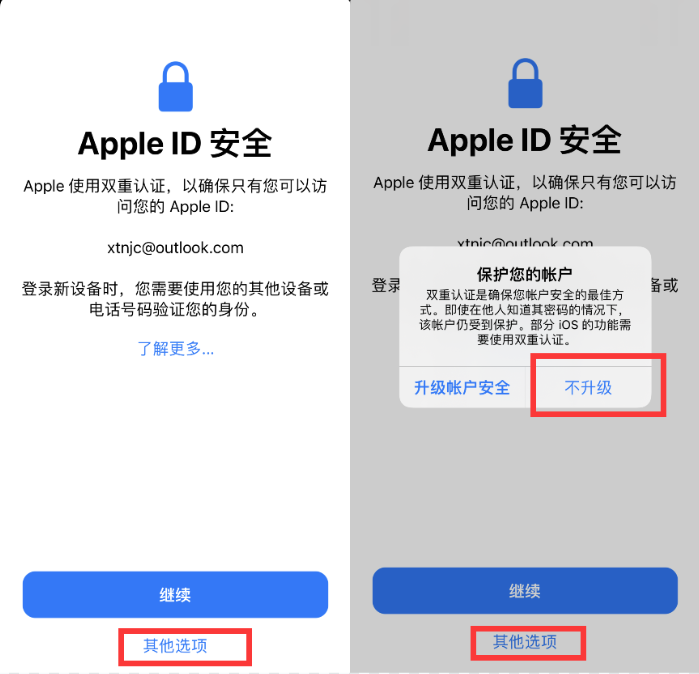 Apple ID 安全
Apple 使用双重认证，以确保只有您可以访
问您的 Apple ID:
xtnjc@outlook.com
登录新设备时，您需要使用您的其他设备或
电话号码验证您的身份。
了解更多...
继续
其他选项
Apple ID 安全
Apple 使用双重认证，以确保只有您可以访
问您的 Apple ID:
xtnjc@outlook.com
登录
备或
保护您的帐户
双重认证是确保您帐户安全的最佳方
式。即使在他人知道其密码的情况下，
该帐户仍受到保护。部分 iOS 的功能需
要使用双重认证。
升级帐户安全
不升级
继续
其他选项